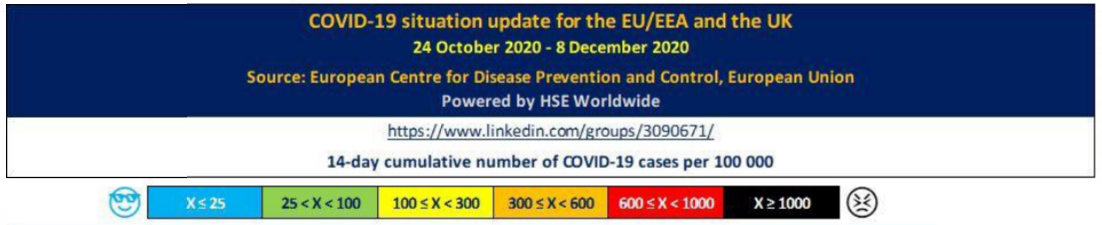 COVID-19 situation update for the EU/EEA and the UK
24 October 2020 - 8 December 2020
Source: European Centre for Disease Prevention and Control, European Union
Powered by HSE Worldwide
https://www.linkedin.com/groups/3090671/
14-day cumulative number of COVID-19 cases per 100 000
X ≤ 25 25 < X < 100 100 ≤ X < 300 300 ≤ X < 600 600 ≤ X < 1000 X ≥ 1000